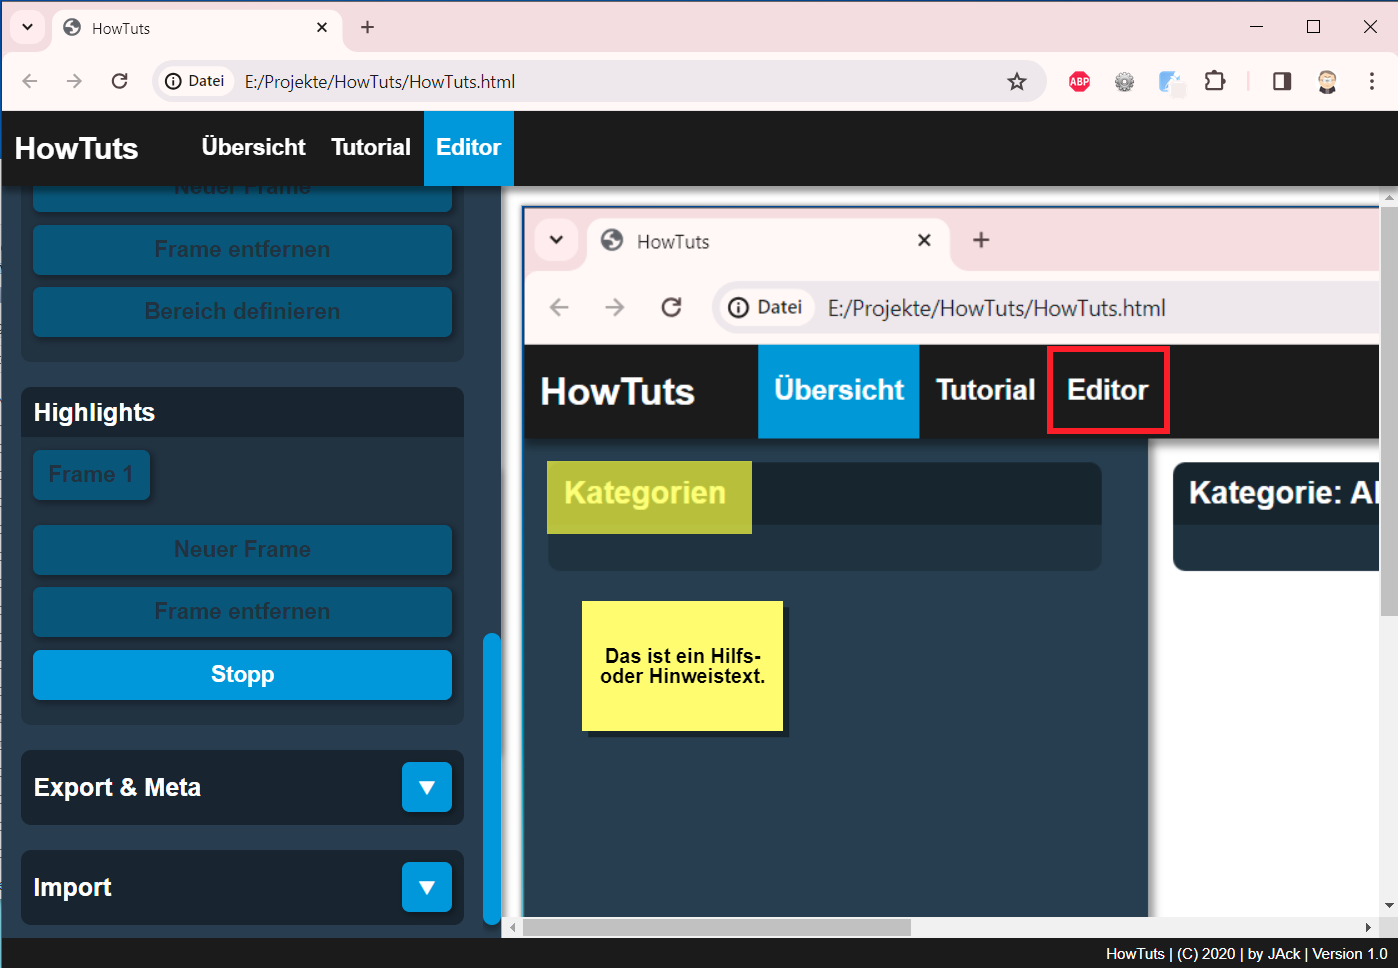 HowTuts
Datei
E:/Projekte/HowTuts/HowTuts.html
ABP
HowTuts
Übersicht
Tutorial
Editor
Neuer Frame
Frame entfernen
Bereich definieren
Highlights
Frame 1
Neuer Frame
Frame entfernen
Stopp
Export & Meta
Import
HowTuts
Datei
E:/Projekte/HowTuts/HowTuts.html
HowTuts
Übersicht
Tutorial
Editor
Kategorien
Kategorie: Al
Das ist ein Hilfs-
oder Hinweistext.
HowTuts | (C) 2020 | by JAck | Version 1.0